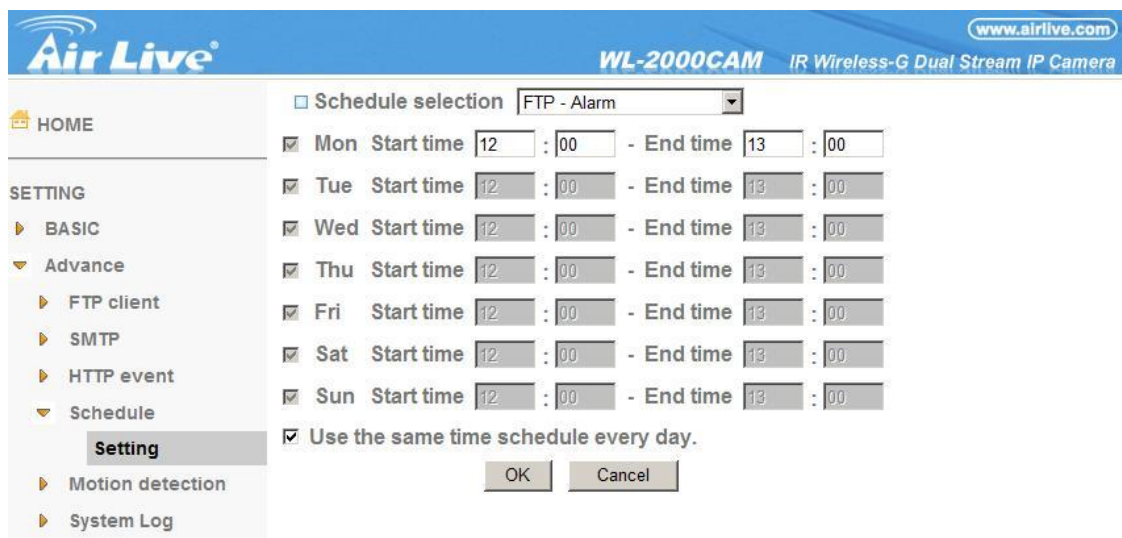 www.airlive.com
Air Live®
WL-2000CAM IR Wireless-G Dual Stream IP Camera
HOME
SETTING
BASIC
Advance
FTP client
SMTP
HTTP event
Schedule
Setting
Motion detection
System Log
Schedule selection FTP - Alarm
Mon Start time 12 : 00 - End time 13 : 00
Tue Start time 12 : 00 - End time 13 : 00
Wed Start time 12 : 00 - End time 13 : 00
Thu Start time 12 : 00 - End time 13 : 00
Fri Start time 12 : 00 - End time 13 : 00
Sat Start time 12 : 00 - End time 13 : 00
Sun Start time 12 : 00 - End time 13 : 00
Use the same time schedule every day.
OK Cancel